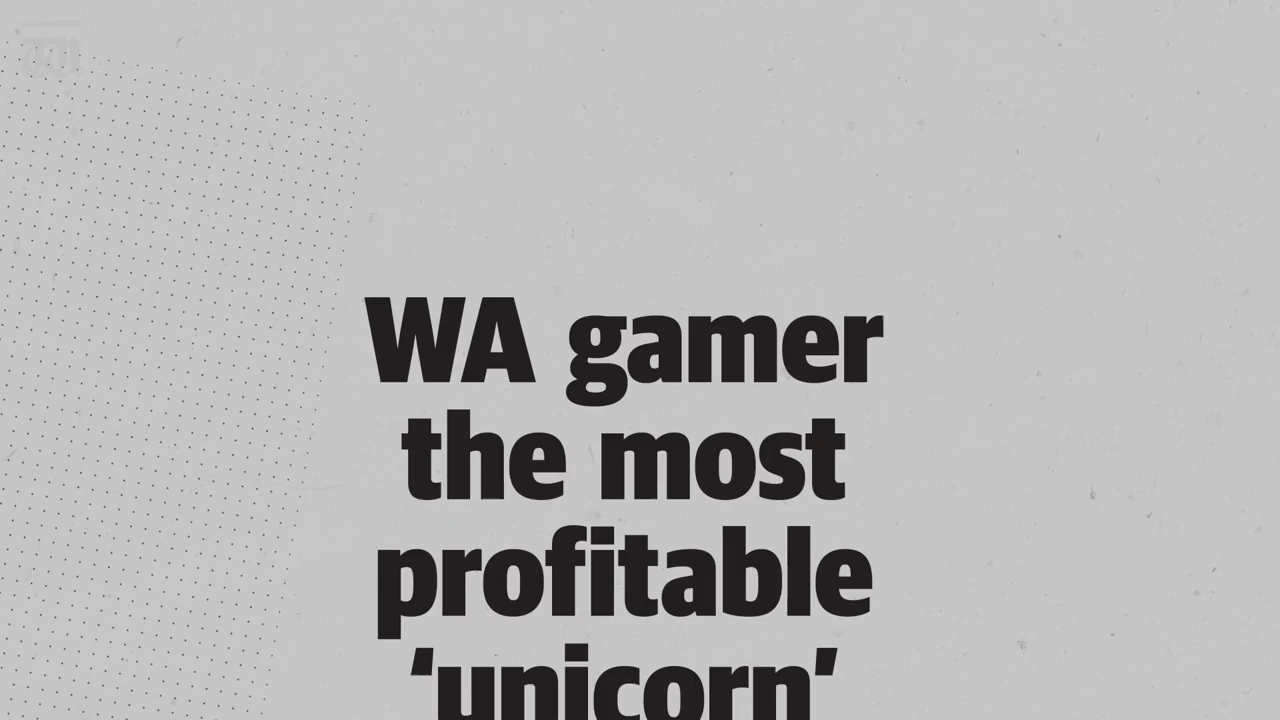 WA gamer
the most
profitable
‘unicorn’